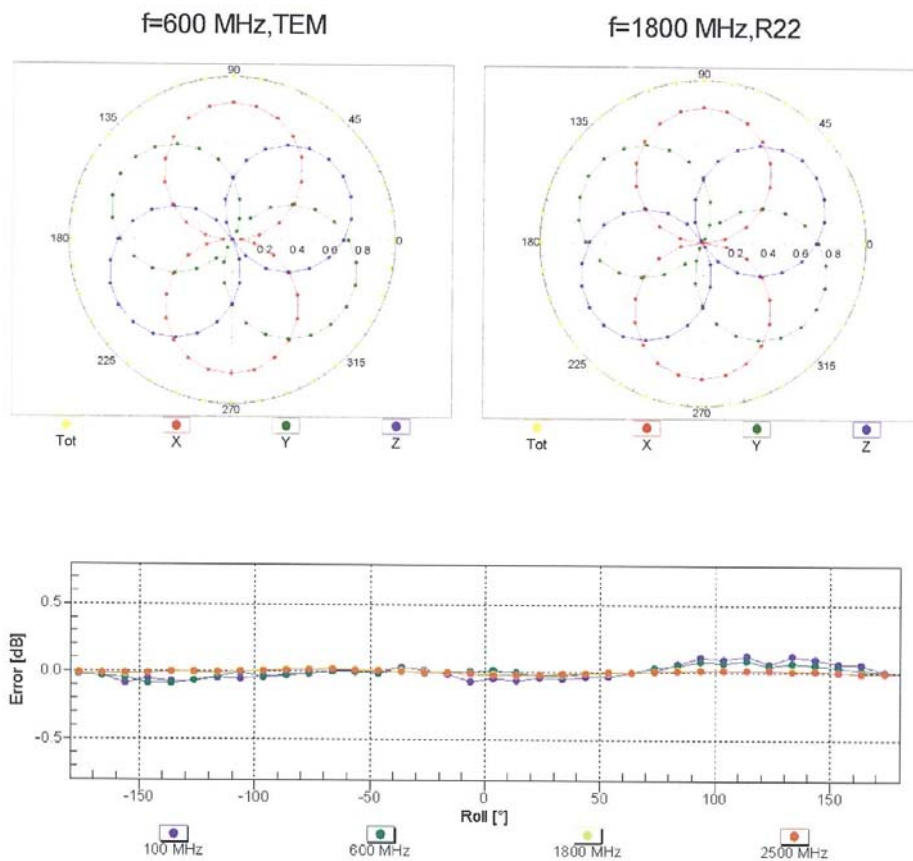 f=600 MHz,TEM
f=1800 MHz,R22
90
135
45
180
0.2 0.4 0.6 0.8
0
225
315
270
Tot X Y Z
90
135
45
180
0.2 0.4 0.6 0.8
0
225
315
270
Tot X Y Z
Error [dB]
0.5
0.0
-0.5
-150 -100 -50 0 50 100 150
Roll [°]
100 MHz 600 MHz 1800 MHz 2500 MHz